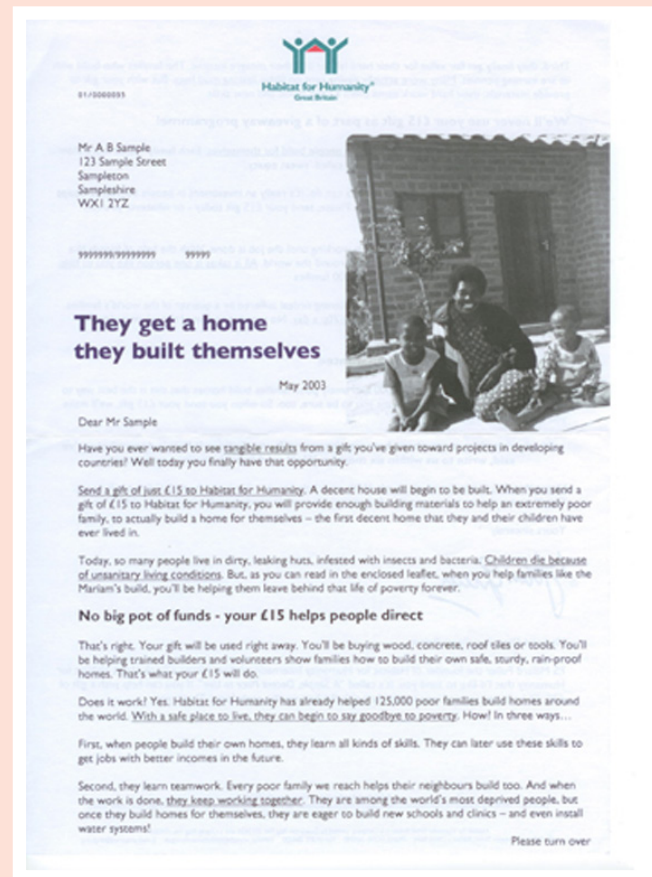 Habitat for Humanity
Great Britain
01/0000035
Mr A B Sample
123 Sample Street
Sampleton
Sampleshire
WX1 2YZ
9999999/99999999 99999
They get a home
they built themselves
May 2003
Dear Mr Sample
Have you ever wanted to see tangible results from a gift you've given toward projects in developing
countries? Well today you finally have that opportunity.
Send a gift of just £15 to Habitat for Humanity. A decent house will begin to be built. When you send a
gift of £15 to Habitat for Humanity, you will provide enough building materials to help an extremely poor
family, to actually build a home for themselves – the first decent home that they and their children have
ever lived in.
Today, so many people live in dirty, leaking huts, infested with insects and bacteria. Children die because
of unsanitary living conditions. But, as you can read in the enclosed leaflet, when you help families like the
Mariam's build, you'll be helping them leave behind that life of poverty forever.
No big pot of funds - your £15 helps people direct
That's right. Your gift will be used right away. You'll be buying wood, concrete, roof tiles or tools. You'll
be helping trained builders and volunteers show families how to build their own safe, sturdy, rain-proof
homes. That's what your £15 will do.
Does it work? Yes. Habitat for Humanity has already helped 125,000 poor families build homes around
the world. With a safe place to live, they can begin to say goodbye to poverty. How? In three ways…
First, when people build their own homes, they learn all kinds of skills. They can later use these skills to
get jobs with better incomes in the future.
Second, they learn teamwork. Every poor family we reach helps their neighbours build too. And when
the work is done, they keep working together. They are among the world's most deprived people, but
once they build homes for themselves, they are eager to build new schools and clinics – and even install
water systems!
Please turn over